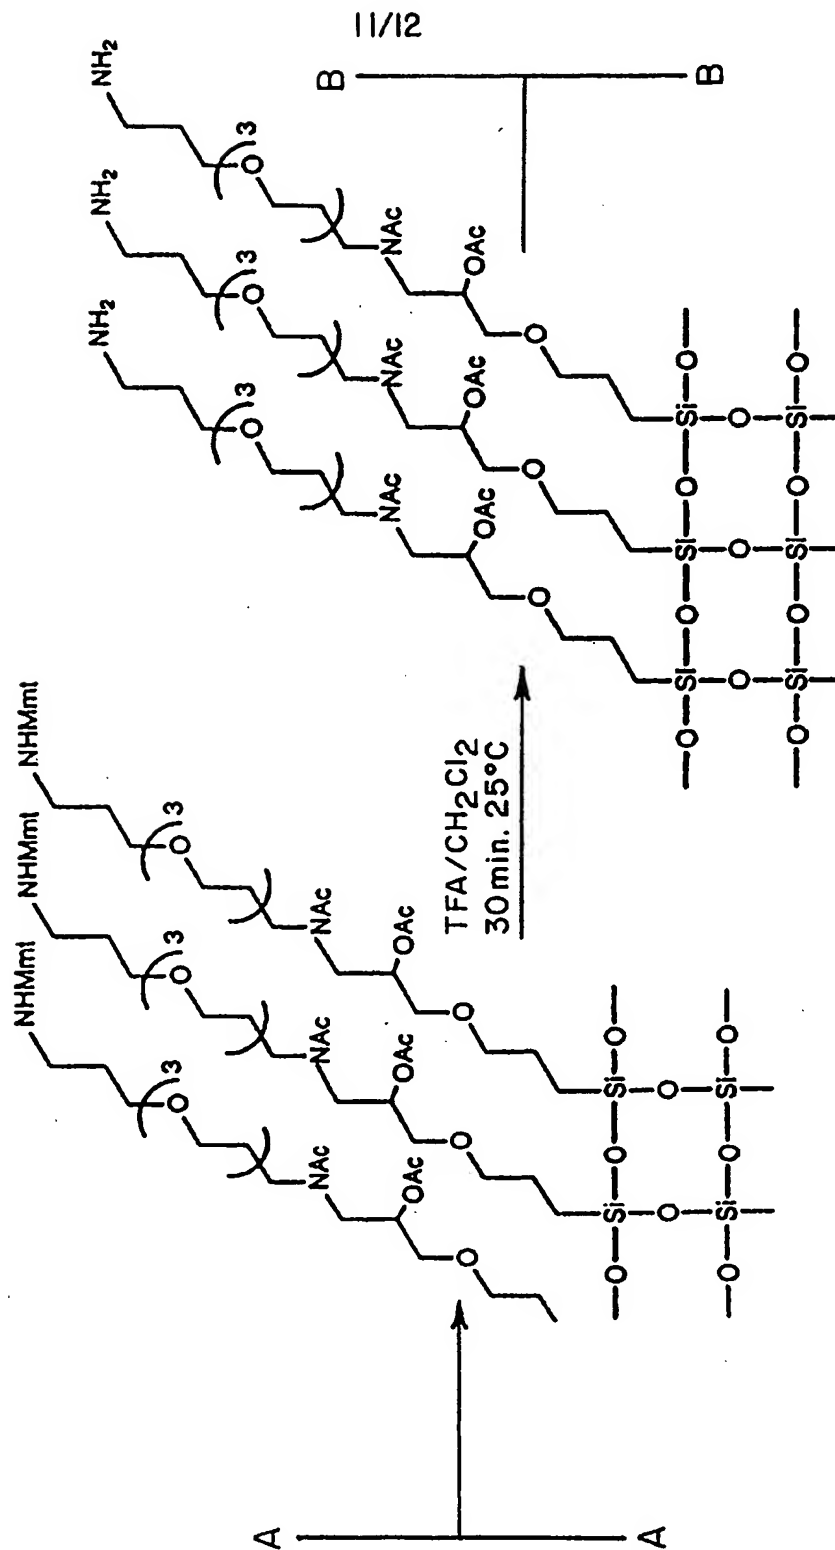 11/12
A
A
NHMmt NHMmt NHMmt
( O )3 ( O )3 ( O )3
NAc NAc NAc
OAc OAc OAc
O O O
—O—Si—O—Si—O—
O O
—O—Si—O—Si—O—
TFA/CH₂Cl₂
30 min. 25°C
NH₂ NH₂ NH₂
( O )3 ( O )3 ( O )3
NAc NAc NAc
OAc OAc OAc
O O O
—O—Si—O—Si—O—Si—O—
O O O
—O—Si—O—Si—O—Si—O—
B
B